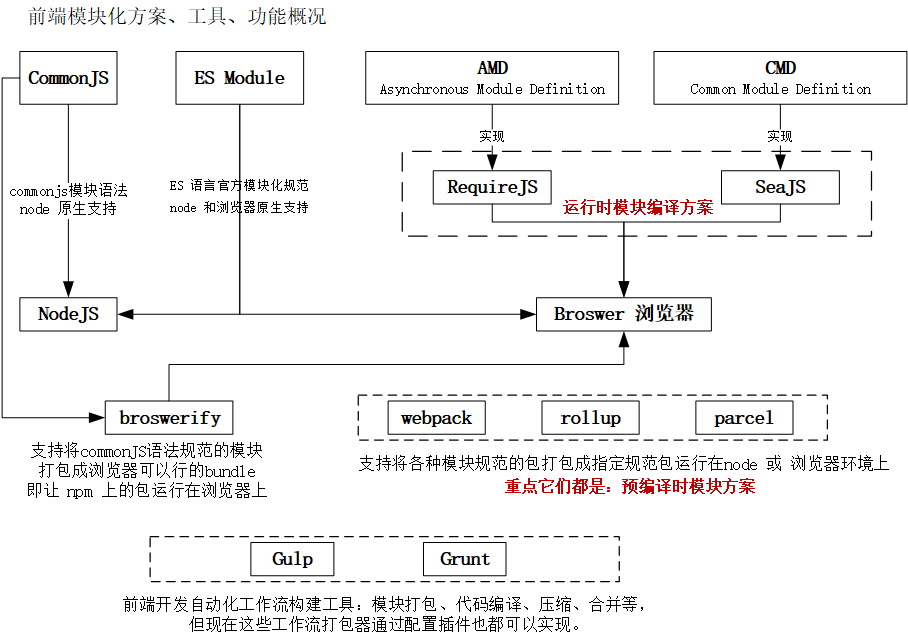 前端模块化方案、工具、功能概况
CommonJS
ES Module
AMD
Asynchronous Module Definition
CMD
Common Module Definition
实现
实现
RequireJS
SeaJS
运行时模块编译方案
commonjs模块语法
node 原生支持
ES 语言官方模块化规范
node 和浏览器原生支持
NodeJS
Broswer 浏览器
broswerify
支持将commonJS语法规范的模块
打包成浏览器可以行的bundle
即让 npm 上的包运行在浏览器上
webpack
rollup
parcel
支持将各种模块规范的包打包成指定规范包运行在node 或 浏览器环境上
重点它们都是：预编译时模块方案
Gulp
Grunt
前端开发自动化工作流构建工具：模块打包、代码编译、压缩、合并等，
但现在这些工作流打包器通过配置插件也都可以实现。